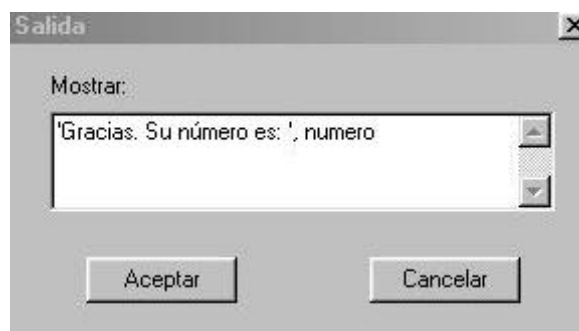 Salida
Mostrar:
'Gracias. Su número es: ', numero
Aceptar
Cancelar